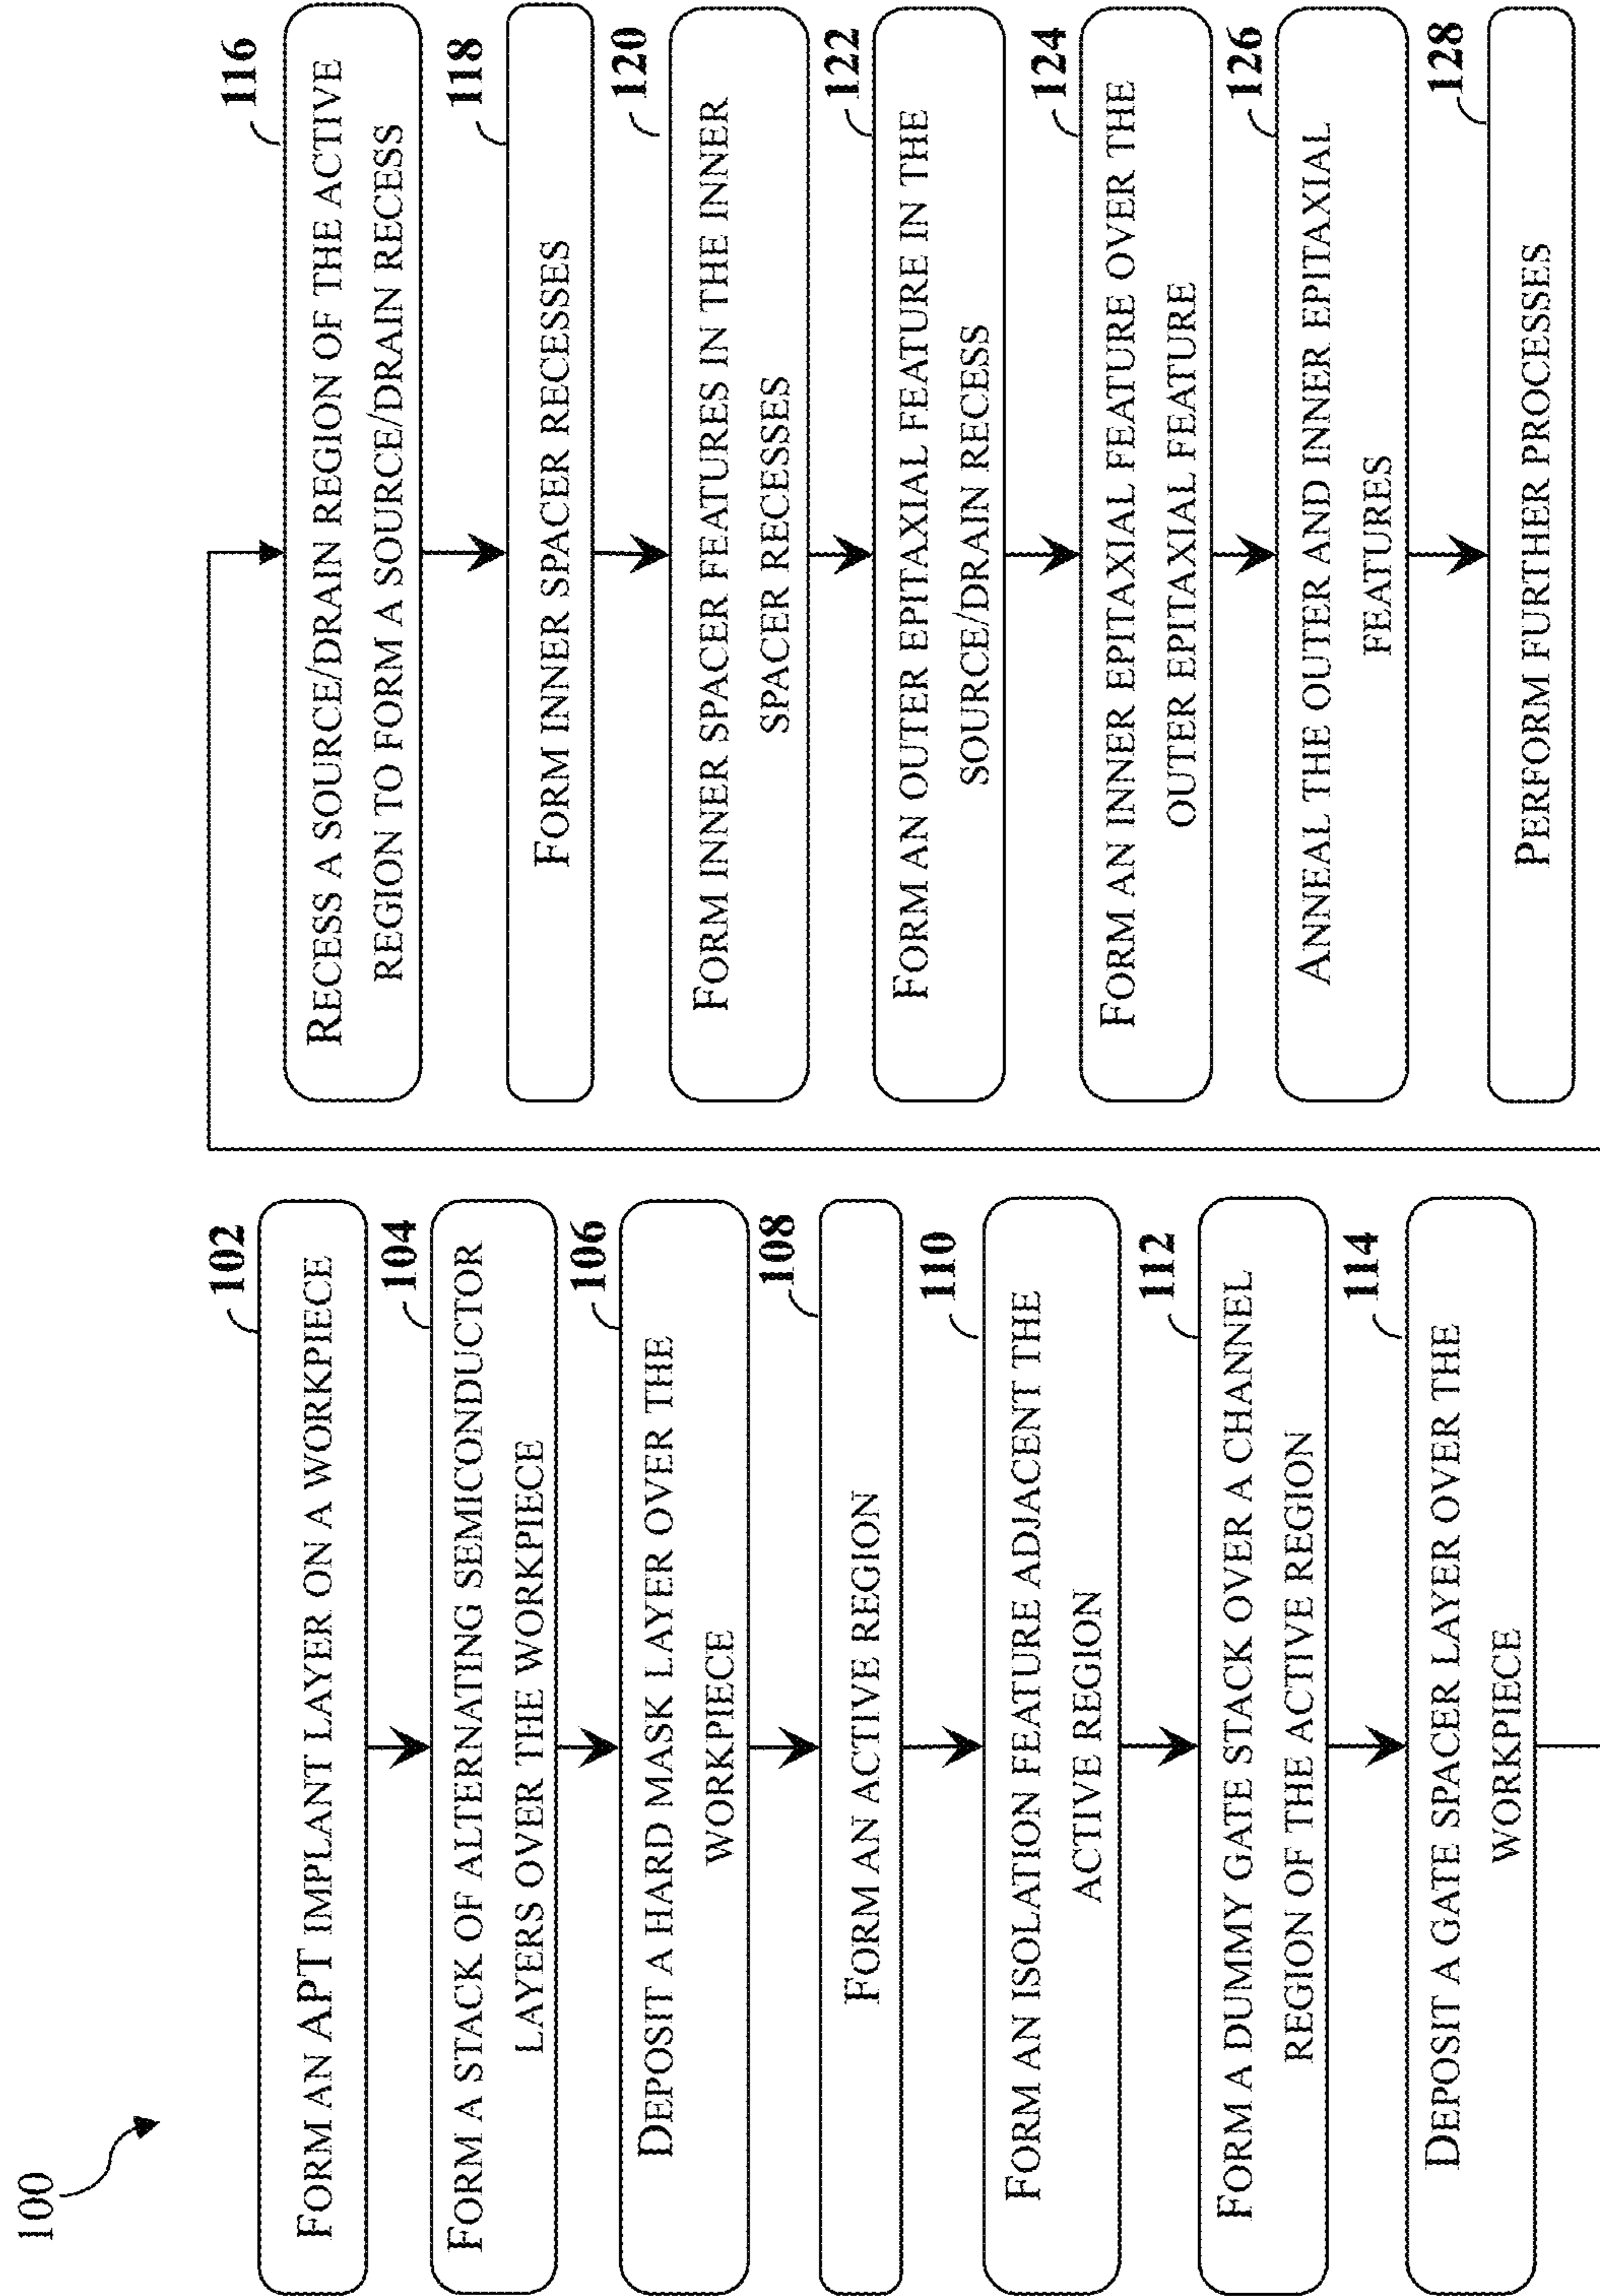 100
102
FORM AN APT IMPLANT LAYER ON A WORKPIECE
104
FORM A STACK OF ALTERNATING SEMICONDUCTOR
LAYERS OVER THE WORKPIECE
106
DEPOSIT A HARD MASK LAYER OVER THE
WORKPIECE
108
FORM AN ACTIVE REGION
110
FORM AN ISOLATION FEATURE ADJACENT THE
ACTIVE REGION
112
FORM A DUMMY GATE STACK OVER A CHANNEL
REGION OF THE ACTIVE REGION
114
DEPOSIT A GATE SPACER LAYER OVER THE
WORKPIECE
116
RECESS A SOURCE/DRAIN REGION OF THE ACTIVE
REGION TO FORM A SOURCE/DRAIN RECESS
118
FORM INNER SPACER RECESSES
120
FORM INNER SPACER FEATURES IN THE INNER
SPACER RECESSES
122
FORM AN OUTER EPITAXIAL FEATURE IN THE
SOURCE/DRAIN RECESS
124
FORM AN INNER EPITAXIAL FEATURE OVER THE
OUTER EPITAXIAL FEATURE
126
ANNEAL THE OUTER AND INNER EPITAXIAL
FEATURES
128
PERFORM FURTHER PROCESSES